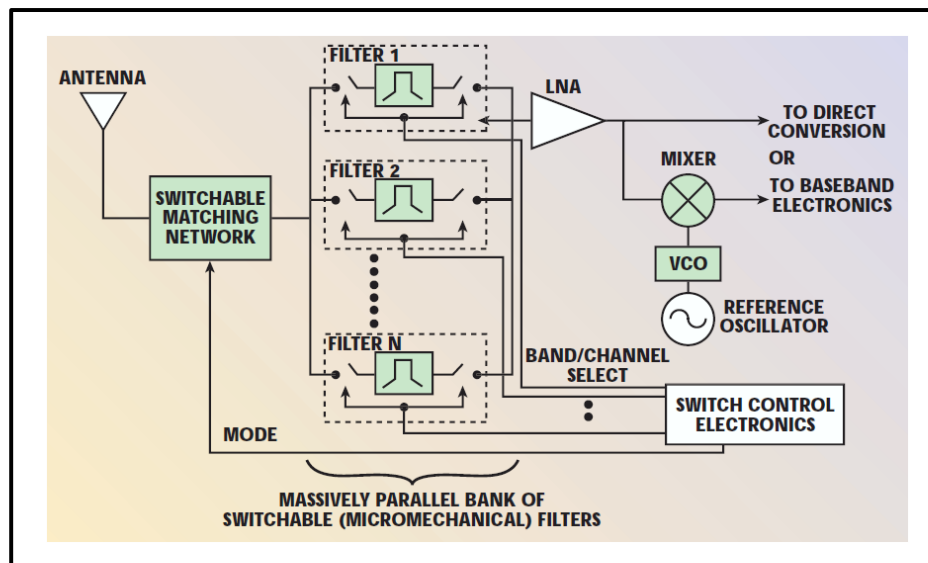 FILTER 1
ANTENNA
LNA
TO DIRECT
CONVERSION
OR
MIXER
TO BASEBAND
ELECTRONICS
FILTER 2
SWITCHABLE
MATCHING
NETWORK
VCO
REFERENCE
OSCILLATOR
FILTER N
BAND/CHANNEL
SELECT
SWITCH CONTROL
ELECTRONICS
MODE
MASSIVELY PARALLEL BANK OF
SWITCHABLE (MICROMECHANICAL) FILTERS